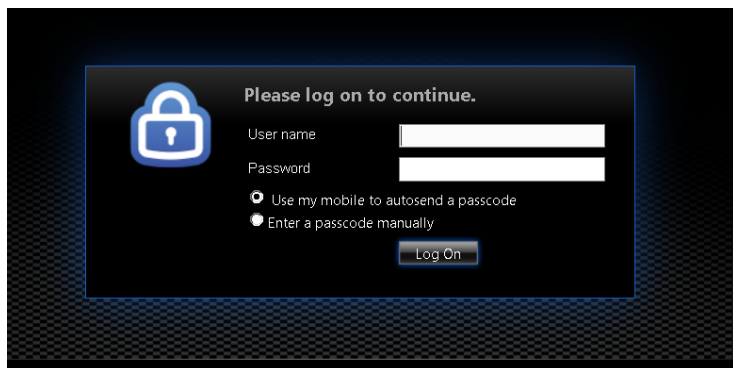 Please log on to continue.
User name
Password
Use my mobile to autosend a passcode
Enter a passcode manually
Log On